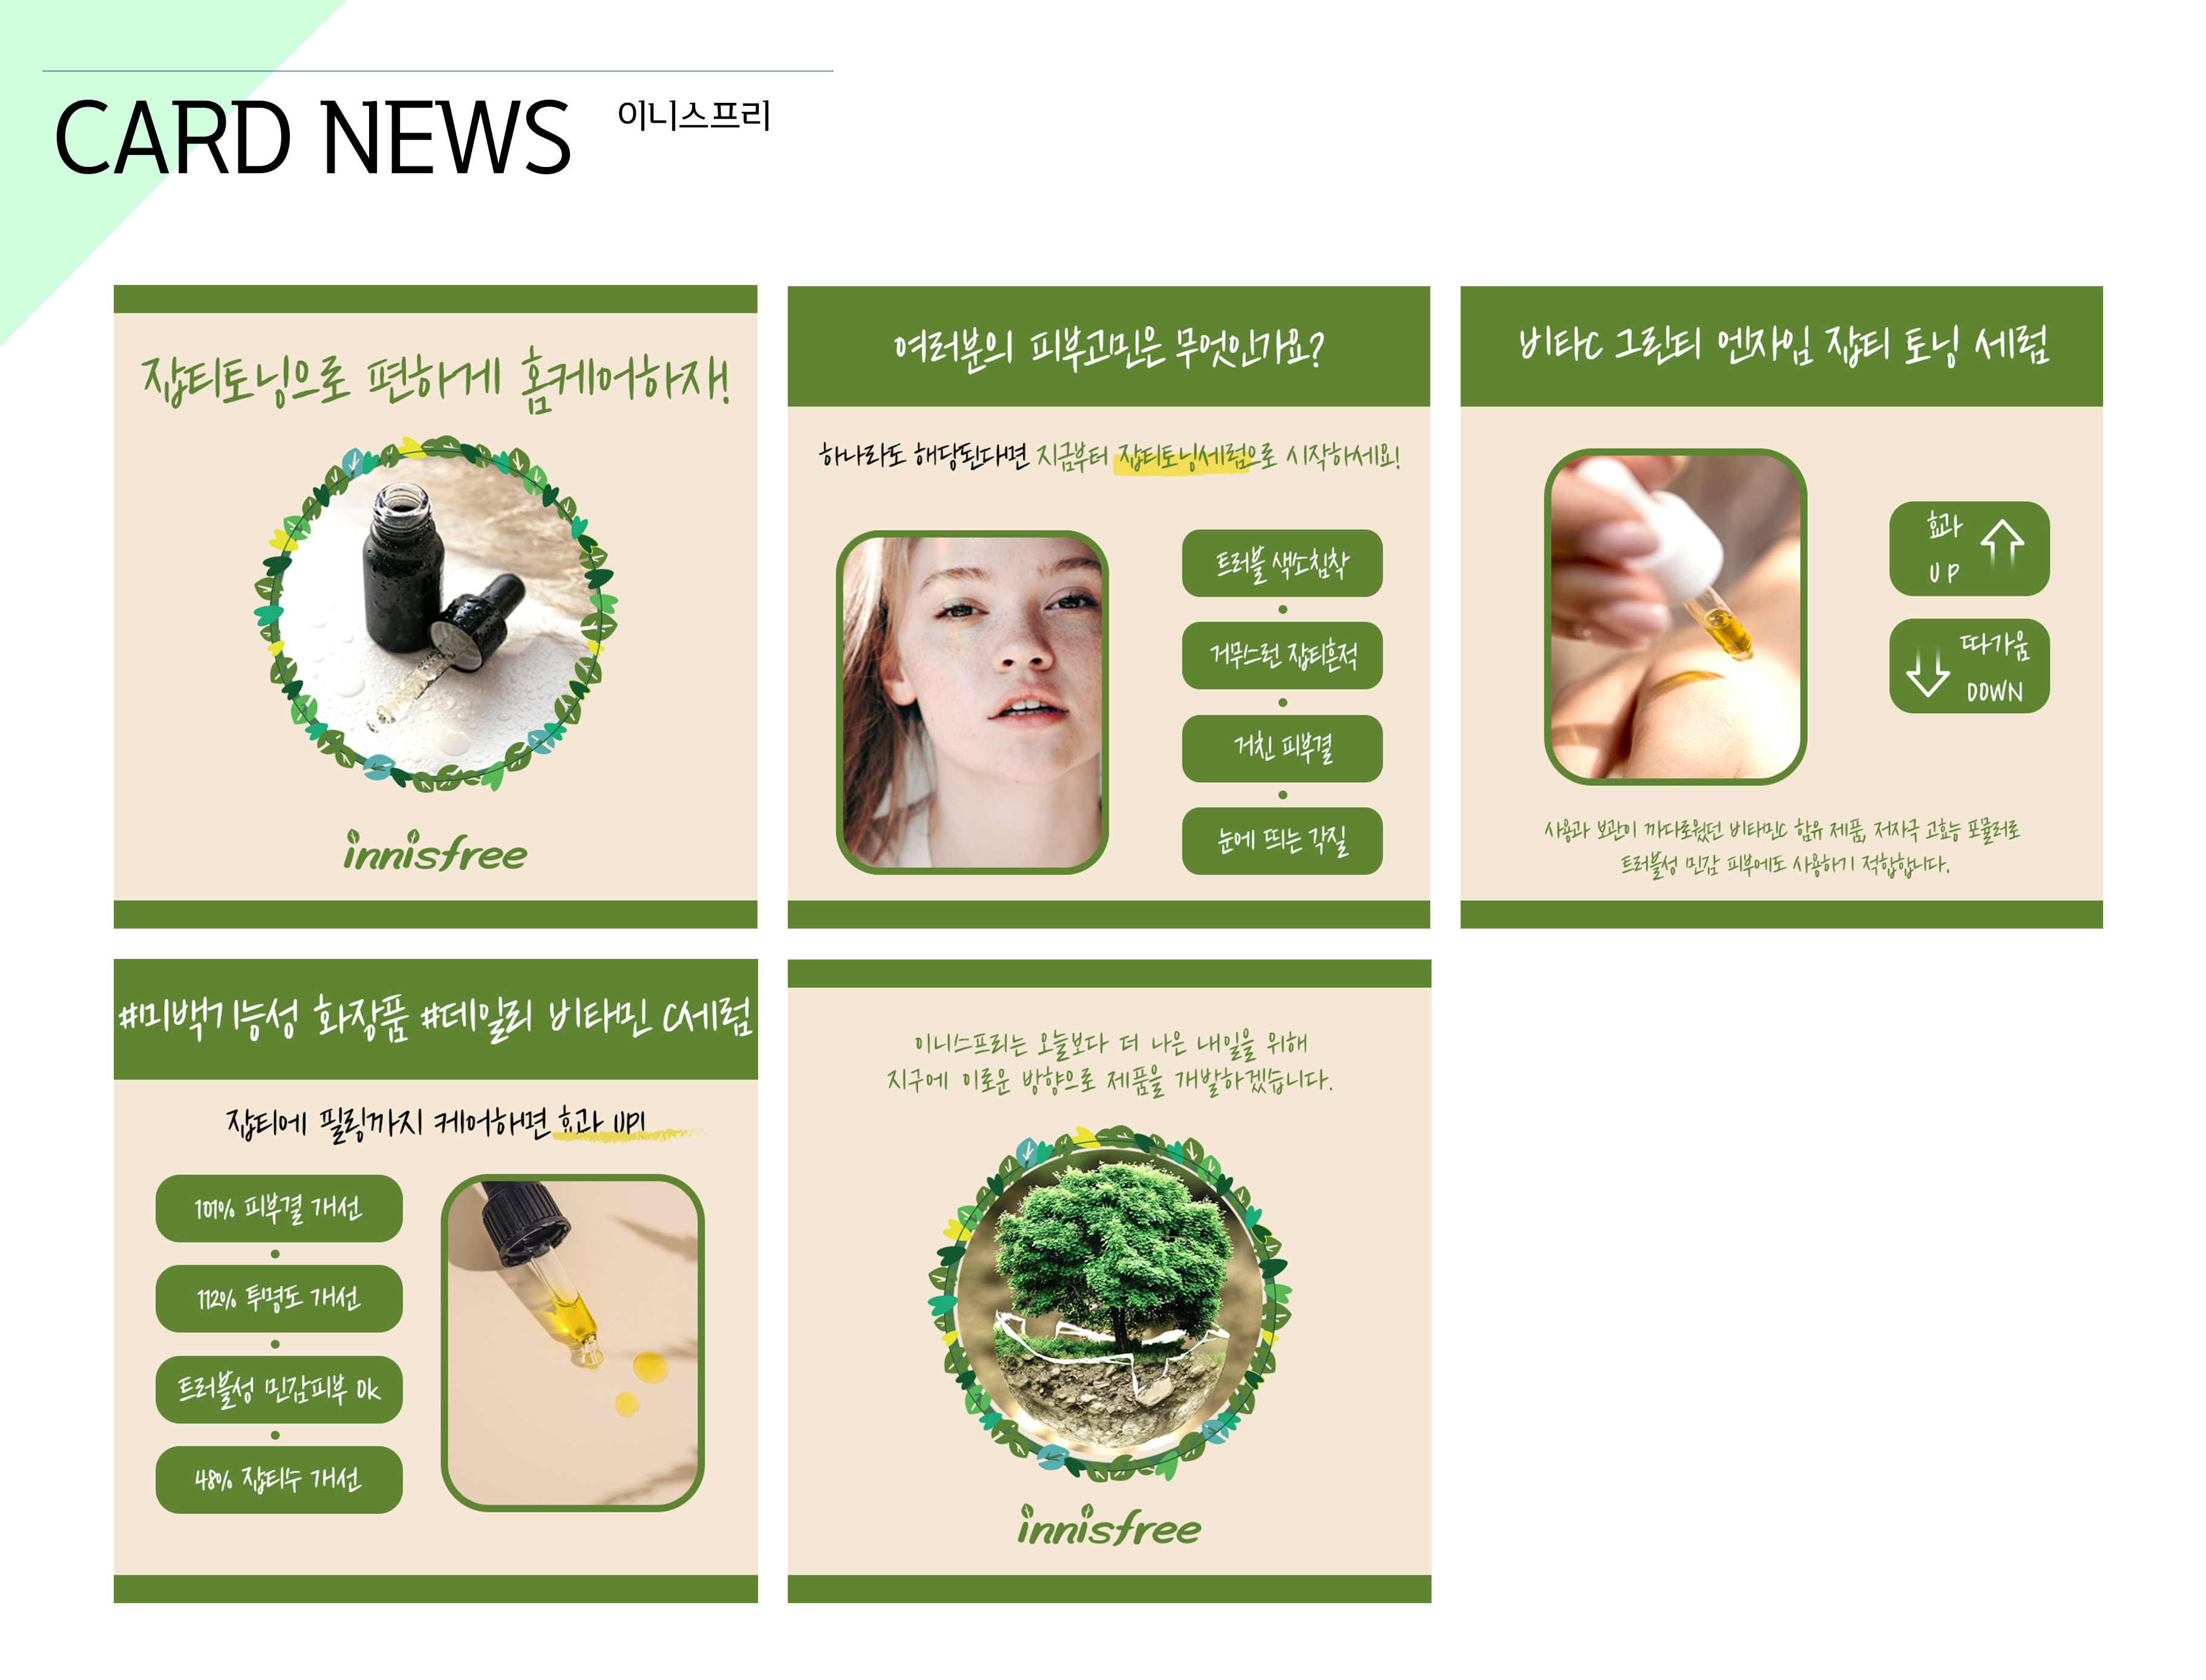 CARD NEWS
이니스프리
잡티토닝으로 편하게 홈케어하자!
innisfree
여러분의 피부고민은 무엇인가요?
하나라도 해당된다면 지금부터 잡티토닝세럼으로 시작하세요!
트러블 색소침착
거무스런 잡티흔적
거친 피부결
눈에 띄는 각질
비타C 그린티 엔자임 잡티 토닝 세럼
효과
UP
따가움
DOWN
사용과 보관이 까다로웠던 비타민C 함유 제품, 저자극 고효능 포뮬러로
트러블성 민감 피부에도 사용하기 적합합니다.
#미백기능성 화장품 #데일리 비타민 C세럼
잡티에 필링까지 케어하면 효과 UP!
101% 피부결 개선
112% 투명도 개선
트러블성 민감피부 Ok
48% 잡티수 개선
이니스프리는 오늘보다 더 나은 내일을 위해
지구에 이로운 방향으로 제품을 개발하겠습니다.
innisfree